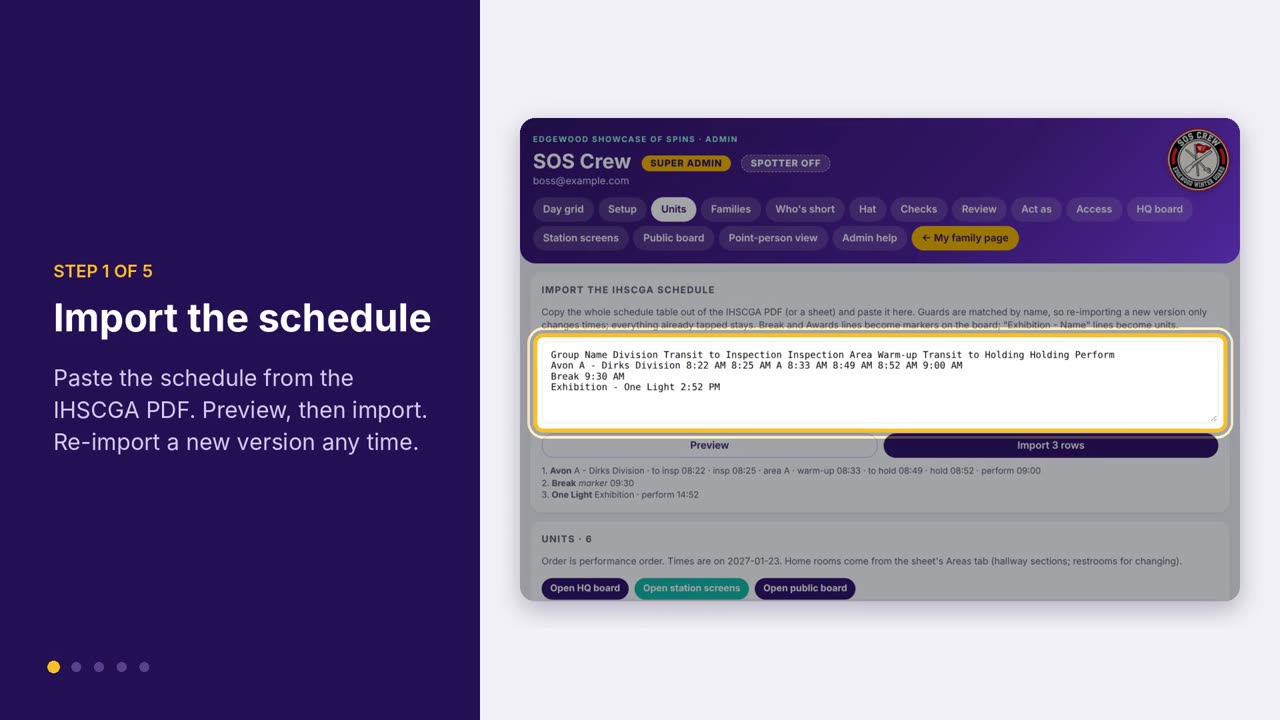 STEP 1 OF 5
Import the schedule
Paste the schedule from the
IHSCGA PDF. Preview, then import.
Re-import a new version any time.
EDGEWOOD SHOWCASE OF SPINS · ADMIN
SOS Crew SUPER ADMIN SPOTTER OFF
boss@example.com
SOS CREW
EDGEWOOD WINTER GUARD
Day grid Setup Units Families Who's short Hat Checks Review Act as Access HQ board
Station screens Public board Point-person view Admin help ← My family page
IMPORT THE IHSCGA SCHEDULE
Copy the whole schedule table out of the IHSCGA PDF (or a sheet) and paste it here. Guards are matched by name, so re-importing a new version only
changes times; everything already tapped stays. Break and Awards lines become markers on the board; "Exhibition - Name" lines become units.
Group Name Division Transit to Inspection Inspection Area Warm-up Transit to Holding Holding Perform
Avon A - Dirks Division 8:22 AM 8:25 AM A 8:33 AM 8:49 AM 8:52 AM 9:00 AM
Break 9:30 AM
Exhibition - One Light 2:52 PM
Preview Import 3 rows
1. Avon A - Dirks Division · to insp 08:22 · insp 08:25 · area A · warm-up 08:33 · to hold 08:49 · hold 08:52 · perform 09:00
2. Break marker 09:30
3. One Light Exhibition · perform 14:52
UNITS · 6
Order is performance order. Times are on 2027-01-23. Home rooms come from the sheet's Areas tab (hallway sections; restrooms for changing).
Open HQ board Open station screens Open public board